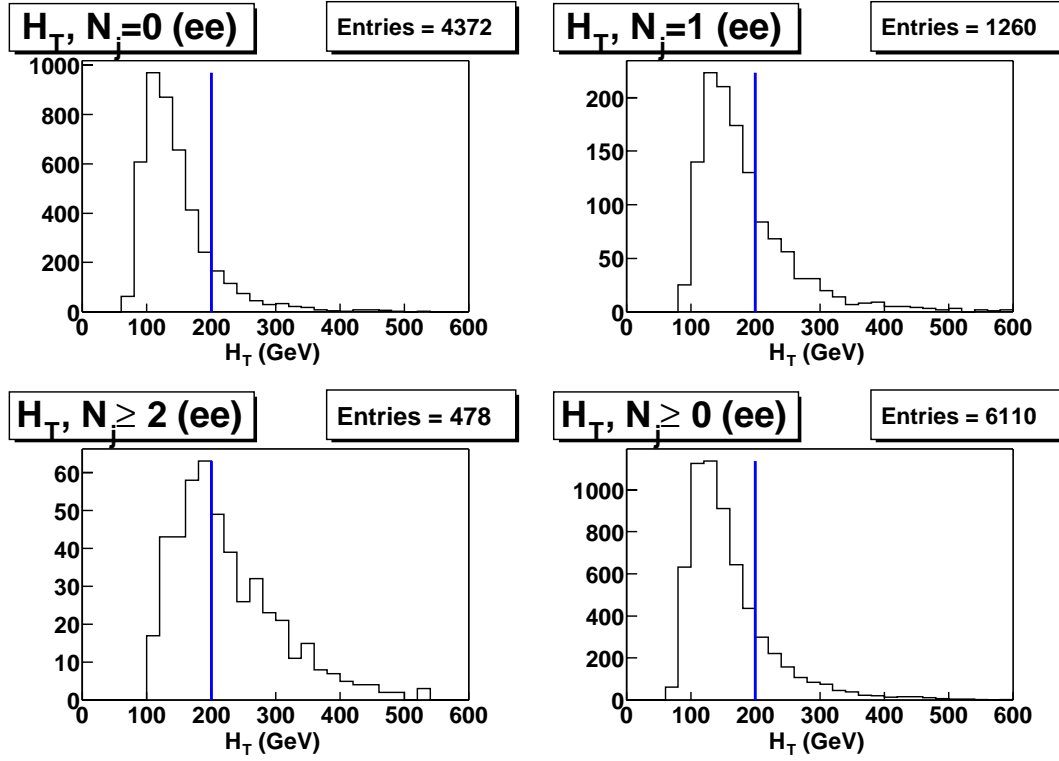 H_T, N_j=0 (ee)
Entries = 4372
1000
800
600
400
200
0
0 100 200 300 400 500 600
H_T (GeV)
H_T, N_j=1 (ee)
Entries = 1260
200
150
100
50
0
0 100 200 300 400 500 600
H_T (GeV)
H_T, N_j≥ 2 (ee)
Entries = 478
60
50
40
30
20
10
0
0 100 200 300 400 500 600
H_T (GeV)
H_T, N_j≥ 0 (ee)
Entries = 6110
1000
800
600
400
200
0
0 100 200 300 400 500 600
H_T (GeV)